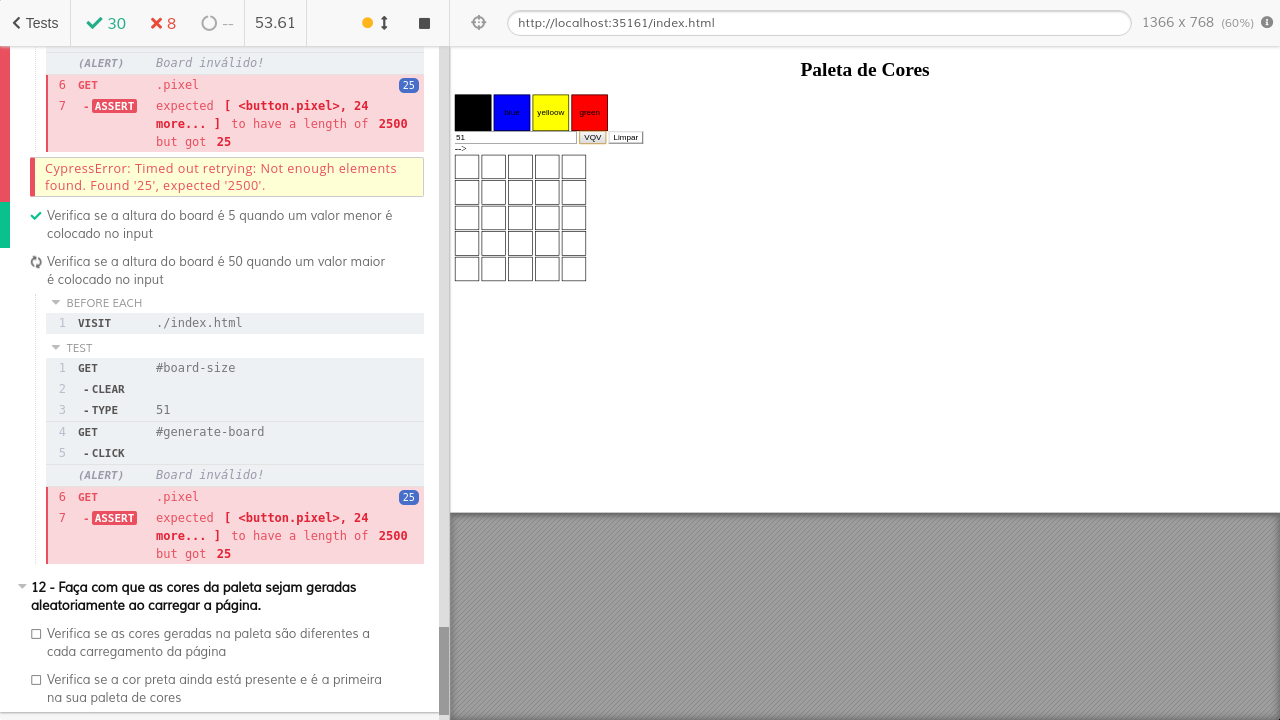 Tests
30
8
--
53.61
http://localhost:35161/index.html
1366 x 768 (60%)
(ALERT) Board inválido!
6 GET .pixel 25
7 - ASSERT expected [ <button.pixel>, 24
more... ] to have a length of 2500
but got 25
CypressError: Timed out retrying: Not enough elements
found. Found '25', expected '2500'.
Verifica se a altura do board é 5 quando um valor menor é
colocado no input
Verifica se a altura do board é 50 quando um valor maior
é colocado no input
BEFORE EACH
1 VISIT ./index.html
TEST
1 GET #board-size
2 - CLEAR
3 - TYPE 51
4 GET #generate-board
5 - CLICK
(ALERT) Board inválido!
6 GET .pixel 25
7 - ASSERT expected [ <button.pixel>, 24
more... ] to have a length of 2500
but got 25
12 - Faça com que as cores da paleta sejam geradas
aleatoriamente ao carregar a página.
Verifica se as cores geradas na paleta são diferentes a
cada carregamento da página
Verifica se a cor preta ainda está presente e é a primeira
na sua paleta de cores
Paleta de Cores
blue yelloow green
51 VQV Limpar
-->